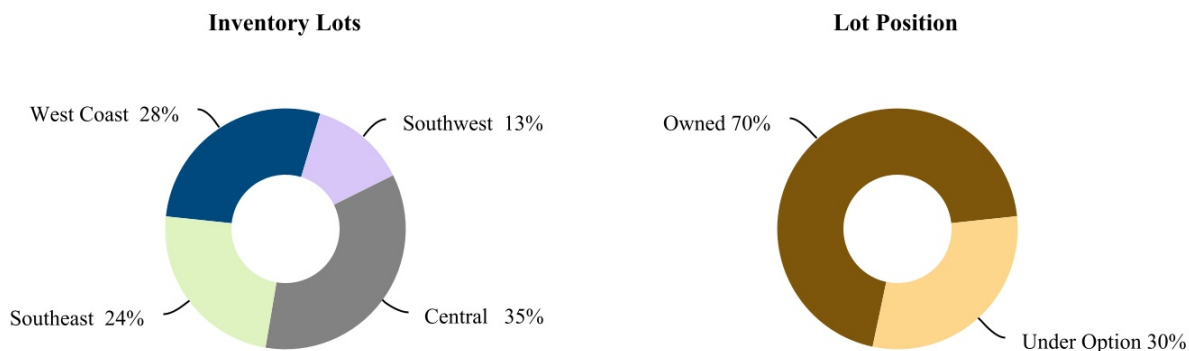 Inventory Lots
West Coast  28%
Southwest  13%
Southeast  24%
Central   35%
Lot Position
Owned 70%
Under Option 30%